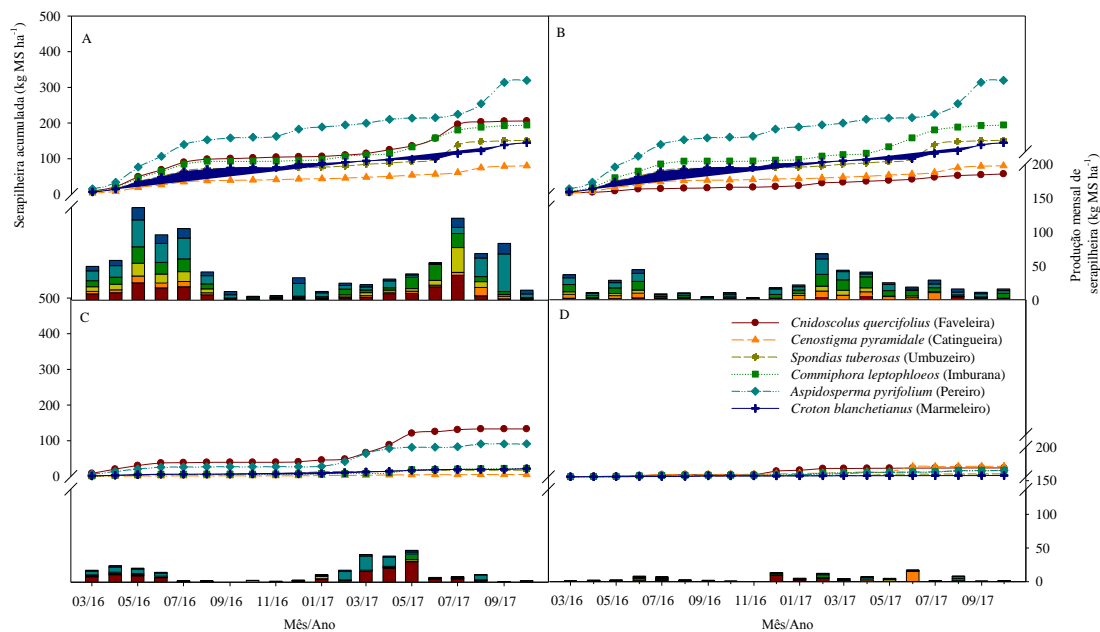 500
400
300
200
100
0
500
400
300
200
100
0
Serapilheira acumulada (kg MS ha⁻¹)
A
B
200
150
100
50
0
200
150
100
50
0
Produção mensal de
serapilheira (kg MS ha⁻¹)
C
D
Cnidoscolus quercifolius (Faveleira)
Cenostigma pyramidale (Catingueira)
Spondias tuberosas (Umbuzeiro)
Commiphora leptophloeos (Imburana)
Aspidosperma pyrifolium (Pereiro)
Croton blanchetianus (Marmeleiro)
03/16 05/16 07/16 09/16 11/16 01/17 03/17 05/17 07/17 09/17
03/16 05/16 07/16 09/16 11/16 01/17 03/17 05/17 07/17 09/17
Mês/Ano
Mês/Ano